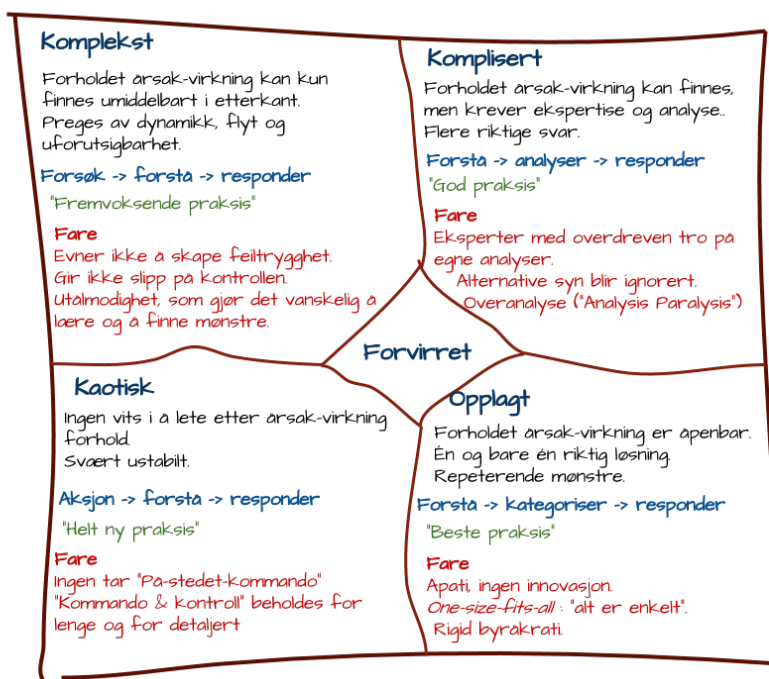 Komplekst
Forholdet årsak-virkning kan kun
finnes umiddelbart i etterkant.
Preges av dynamikk, flyt og
uforutsigbarhet.
Forsøk -> forstå -> responder
"Fremvoksende praksis"
Fare
Evner ikke å skape feiltrygghet.
Gir ikke slipp på kontrollen.
Utålmodighet, som gjør det vanskelig å
lære og å finne mønstre.
Komplisert
Forholdet årsak-virkning kan finnes,
men krever ekspertise og analyse..
Flere riktige svar.
Forstå -> analyser -> responder
"God praksis"
Fare
Eksperter med overdreven tro på
egne analyser.
Alternative syn blir ignorert.
Overanalyse ("Analysis Paralysis")
Forvirret
Kaotisk
Ingen vits i å lete etter årsak-virkning
forhold.
Svært ustabilt.
Aksjon -> forstå -> responder
"Helt ny praksis"
Fare
Ingen tar "På-stedet-kommando"
"Kommando & kontroll" beholdes for
lenge og for detaljert
Opplagt
Forholdet årsak-virkning er åpenbar.
Én og bare én riktig løsning.
Repeterende mønstre.
Forstå -> kategoriser -> responder
"Beste praksis"
Fare
Apati, ingen innovasjon.
One-size-fits-all : "alt er enkelt".
Rigid byråkrati.